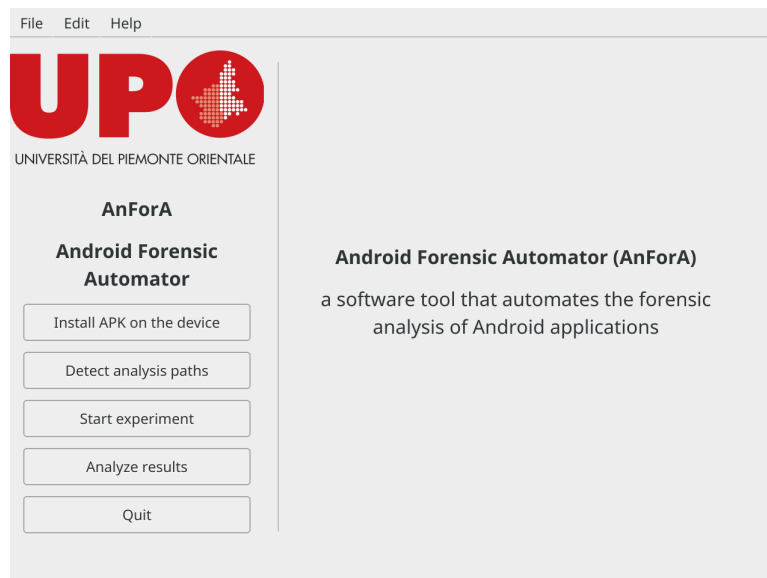 File Edit Help
UPO
UNIVERSITÀ DEL PIEMONTE ORIENTALE
AnForA
Android Forensic
Automator
Install APK on the device
Detect analysis paths
Start experiment
Analyze results
Quit
Android Forensic Automator (AnForA)
a software tool that automates the forensic
analysis of Android applications